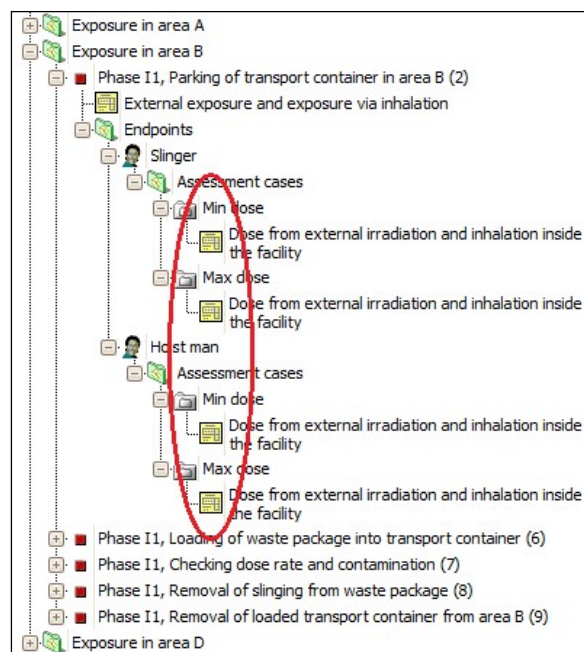 Exposure in area A
Exposure in area B
Phase I1, Parking of transport container in area B (2)
External exposure and exposure via inhalation
Endpoints
Slinger
Assessment cases
Min dose
Dose from external irradiation and inhalation inside
the facility
Max dose
Dose from external irradiation and inhalation inside
the facility
Hoist man
Assessment cases
Min dose
Dose from external irradiation and inhalation inside
the facility
Max dose
Dose from external irradiation and inhalation inside
the facility
Phase I1, Loading of waste package into transport container (6)
Phase I1, Checking dose rate and contamination (7)
Phase I1, Removal of slinging from waste package (8)
Phase I1, Removal of loaded transport container from area B (9)
Exposure in area D